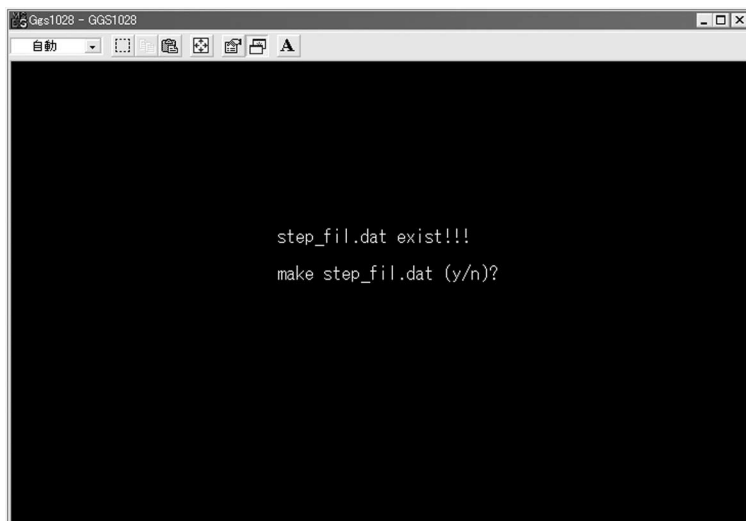 Ggs1028 - GGS1028
自動
A
step_fil.dat exist!!!
make step_fil.dat (y/n)?